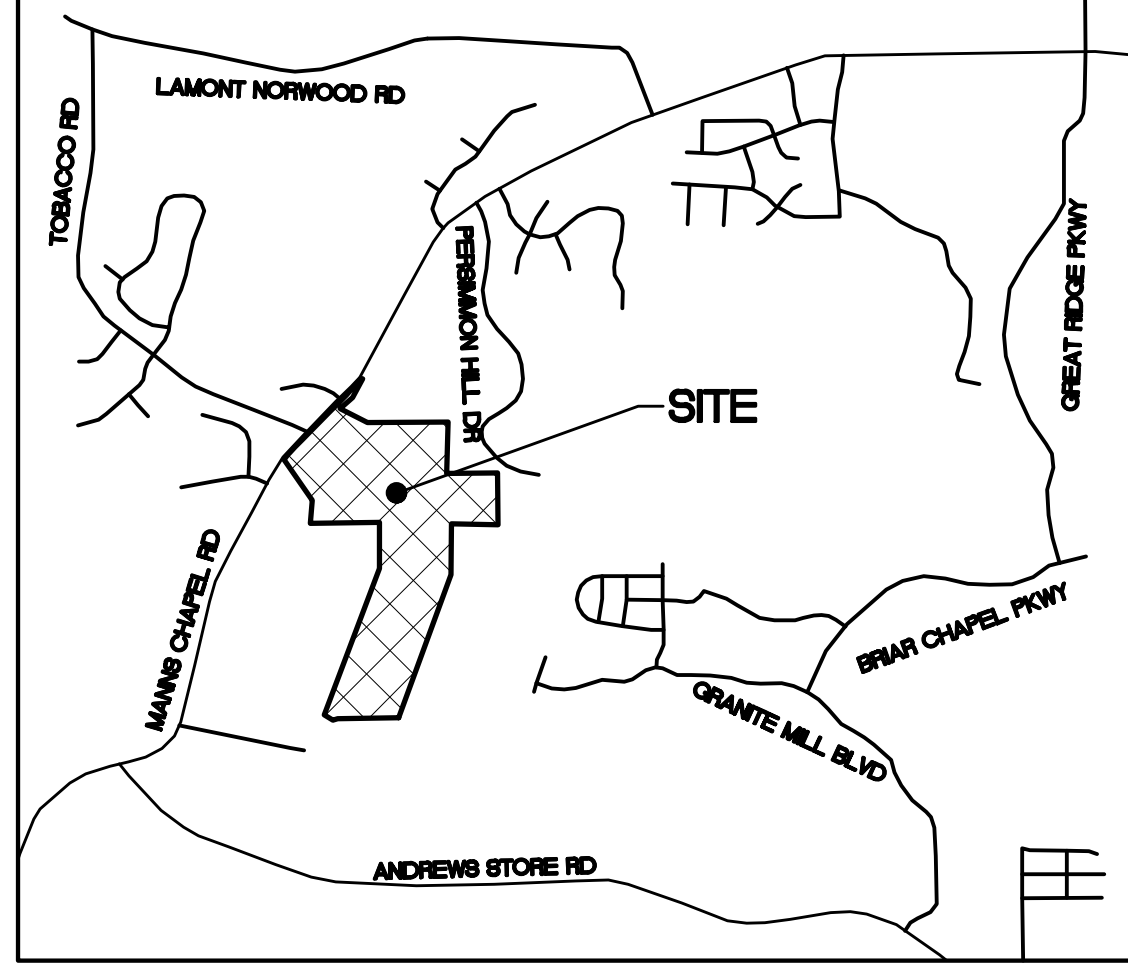 LAMONT NORWOOD RD
TOBACCO RD
PERSIMMON HILL DR
GREAT RIDGE PKWY
SITE
MANNS CHAPEL RD
BRIAR CHAPEL PKWY
GRANITE MILL BLVD
ANDREWS STORE RD